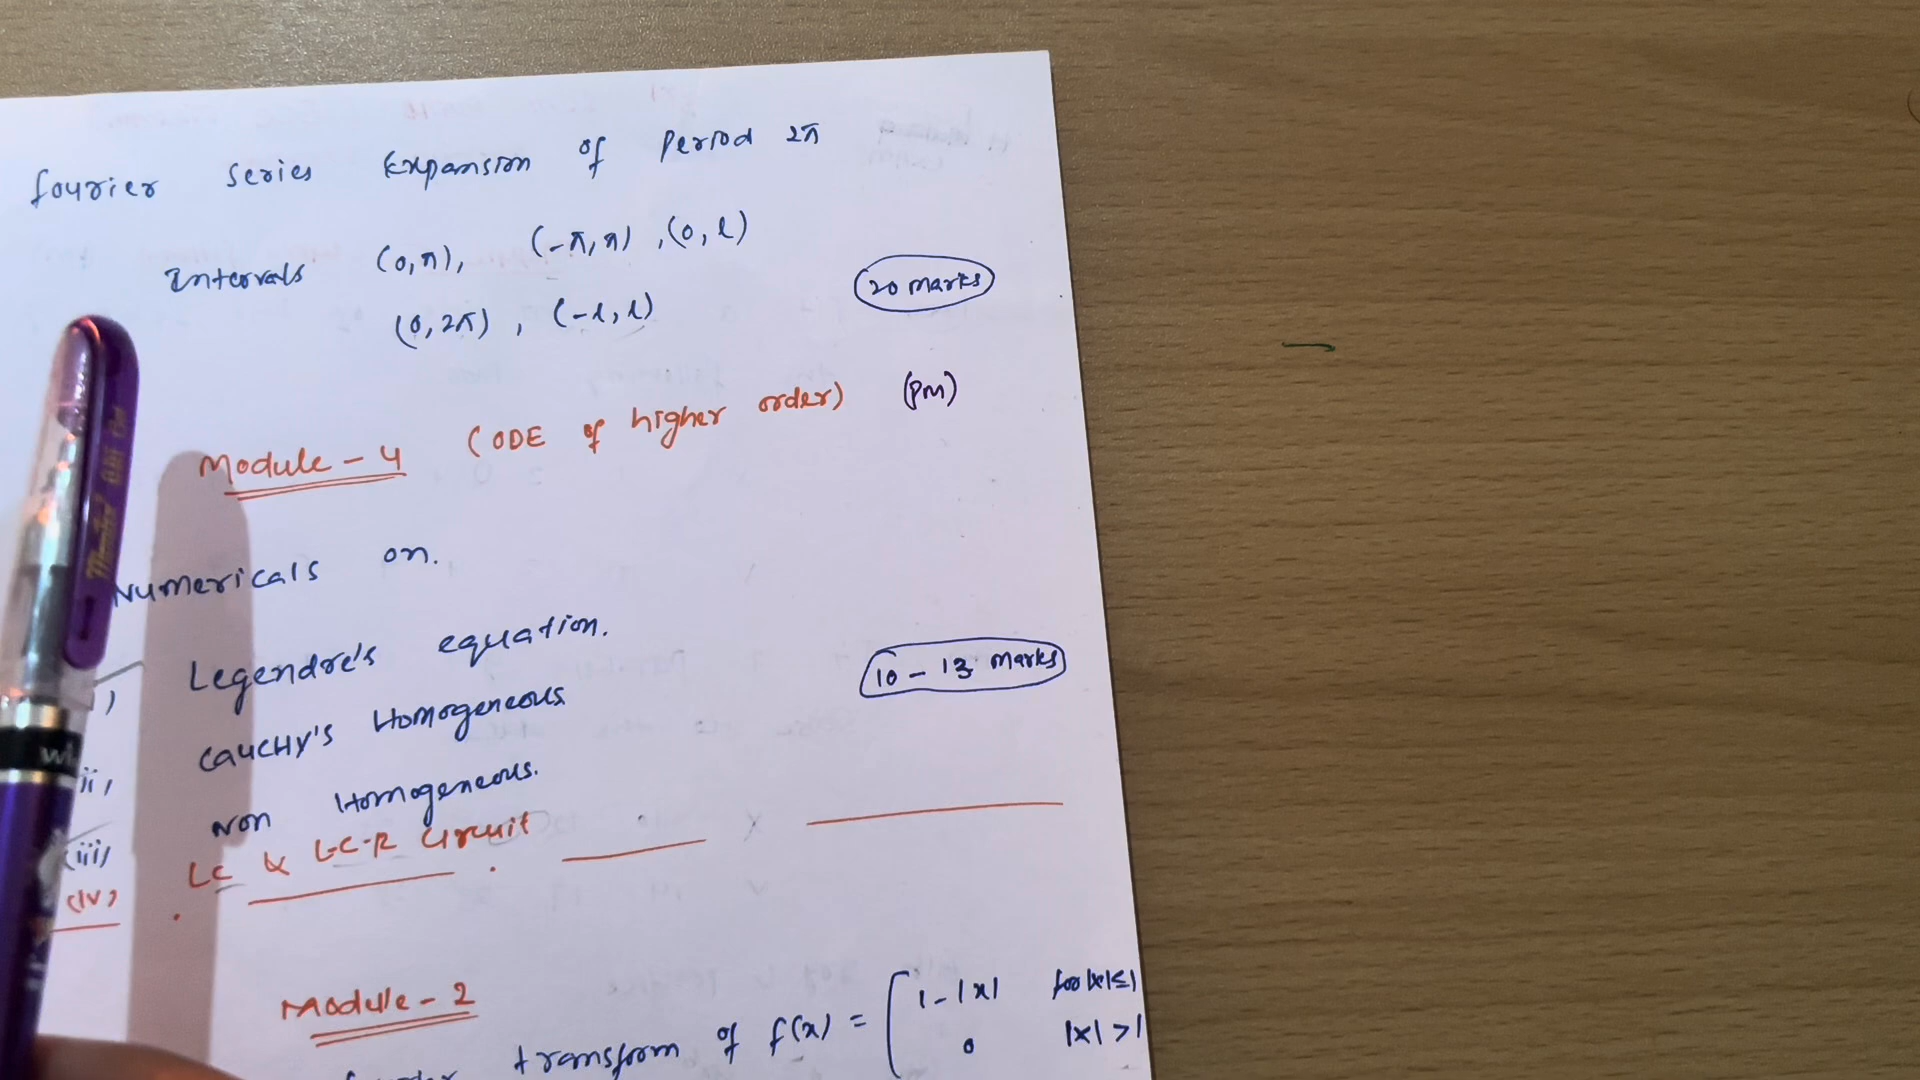 fourier series Expansion of Period 2π
Intervals (0,π), (-π,π) ,(0,l)
(0,2π) , (-l,l)
20 marks
Module-4 (ODE of higher order) (PM)
Numericals on.
) Legendre's equation.
ii) Cauchy's Homogeneous
10-13 marks
(iii) Non Homogeneous.
(iv) LC & L-C-R Circuit
Module-2
transform of f(x) = { 1-|x| for |x|≤1
0 |x|>1